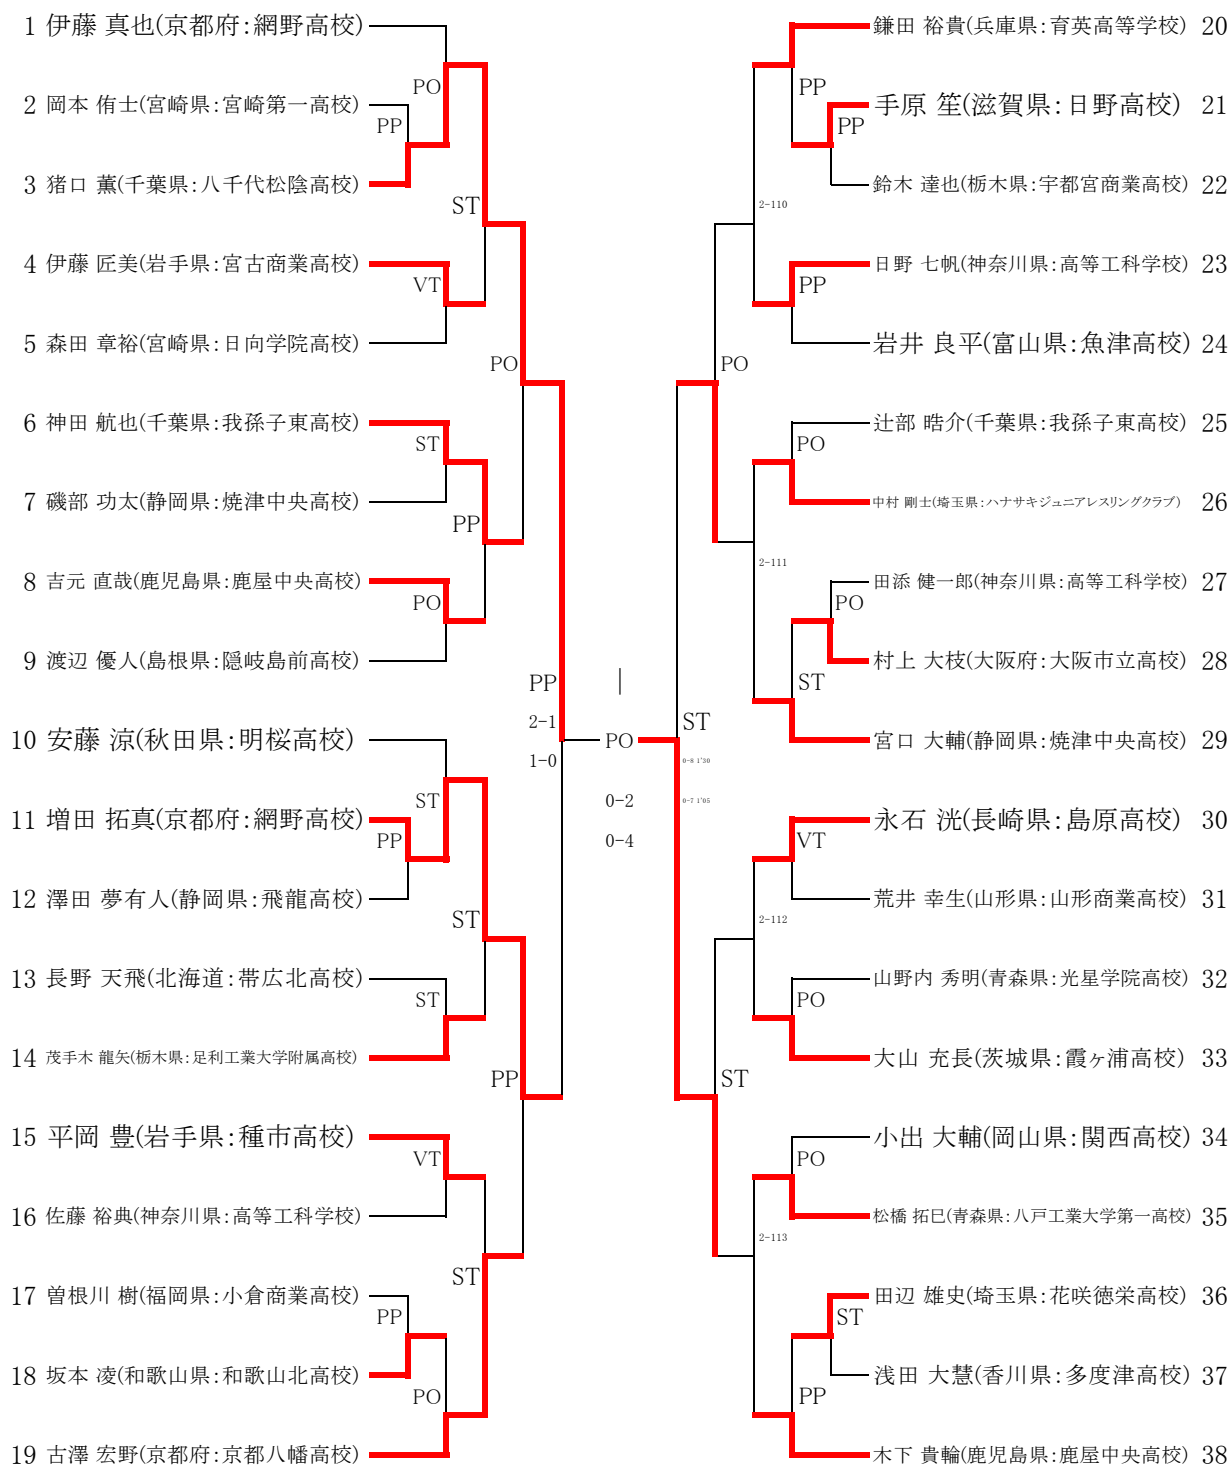 1 伊藤 真也(京都府:網野高校)
PO
2 岡本 侑士(宮崎県:宮崎第一高校)
PP
3 猪口 薫(千葉県:八千代松陰高校)
ST
4 伊藤 匠美(岩手県:宮古商業高校)
VT
5 森田 章裕(宮崎県:日向学院高校)
PO
6 神田 航也(千葉県:我孫子東高校)
ST
7 磯部 功太(静岡県:焼津中央高校)
PP
8 吉元 直哉(鹿児島県:鹿屋中央高校)
PO
9 渡辺 優人(島根県:隠岐島前高校)
PP
2-1
1-0
10 安藤 涼(秋田県:明桜高校)
ST
11 増田 拓真(京都府:網野高校)
PP
12 澤田 夢有人(静岡県:飛龍高校)
ST
13 長野 天飛(北海道:帯広北高校)
ST
14 茂手木 龍矢(栃木県:足利工業大学附属高校)
PP
15 平岡 豊(岩手県:種市高校)
VT
16 佐藤 裕典(神奈川県:高等工科学校)
ST
17 曽根川 樹(福岡県:小倉商業高校)
PP
18 坂本 凌(和歌山県:和歌山北高校)
PO
19 古澤 宏野(京都府:京都八幡高校)
|
PO
0-2
0-4
鎌田 裕貴(兵庫県:育英高等学校) 20
PP
手原 笙(滋賀県:日野高校) 21
PP
鈴木 達也(栃木県:宇都宮商業高校) 22
2-110
日野 七帆(神奈川県:高等工科学校) 23
PP
岩井 良平(富山県:魚津高校) 24
PO
辻部 晧介(千葉県:我孫子東高校) 25
PO
中村 剛士(埼玉県:ハナサキジュニアレスリングクラブ) 26
2-111
田添 健一郎(神奈川県:高等工科学校) 27
PO
村上 大枝(大阪府:大阪市立高校) 28
ST
宮口 大輔(静岡県:焼津中央高校) 29
ST
0-8 1'30
0-7 1'05
永石 洸(長崎県:島原高校) 30
VT
荒井 幸生(山形県:山形商業高校) 31
2-112
山野内 秀明(青森県:光星学院高校) 32
PO
大山 充長(茨城県:霞ヶ浦高校) 33
ST
小出 大輔(岡山県:関西高校) 34
PO
松橋 拓巳(青森県:八戸工業大学第一高校) 35
2-113
田辺 雄史(埼玉県:花咲徳栄高校) 36
ST
浅田 大慧(香川県:多度津高校) 37
PP
木下 貴輪(鹿児島県:鹿屋中央高校) 38